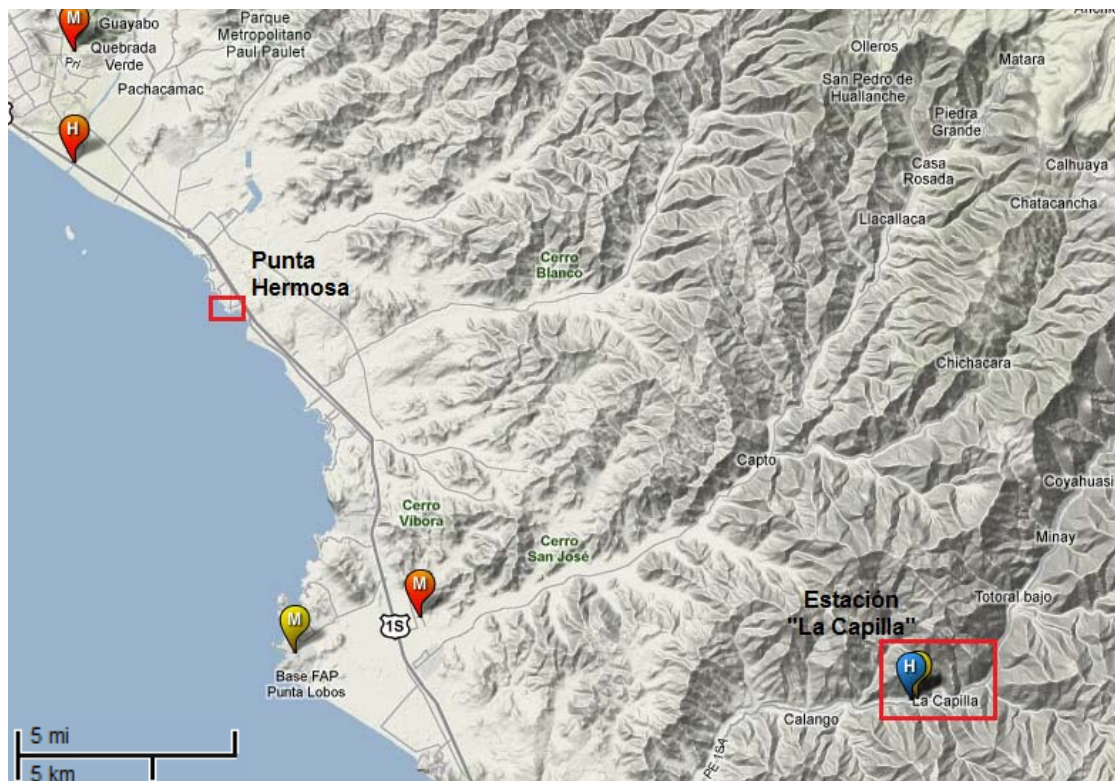 M
Guayabo
Quebrada
Verde
Pachacamac
Parque
Metropolitano
Paul Paulet
H
Olleros
Matara
San Pedro de
Huallanche
Piedra
Grande
Casa
Rosada
Calhuaya
Chatacancha
Llacallaca
Punta
Hermosa
Cerro
Blanco
Chichacara
Capto
Coyahuasi
Cerro
Vibora
Cerro
San José
Minay
M
M
1S
Estación
"La Capilla"
Totoral bajo
Base FAP
Punta Lobos
H
La Capilla
Calango
PE 1SA
5 mi
5 km